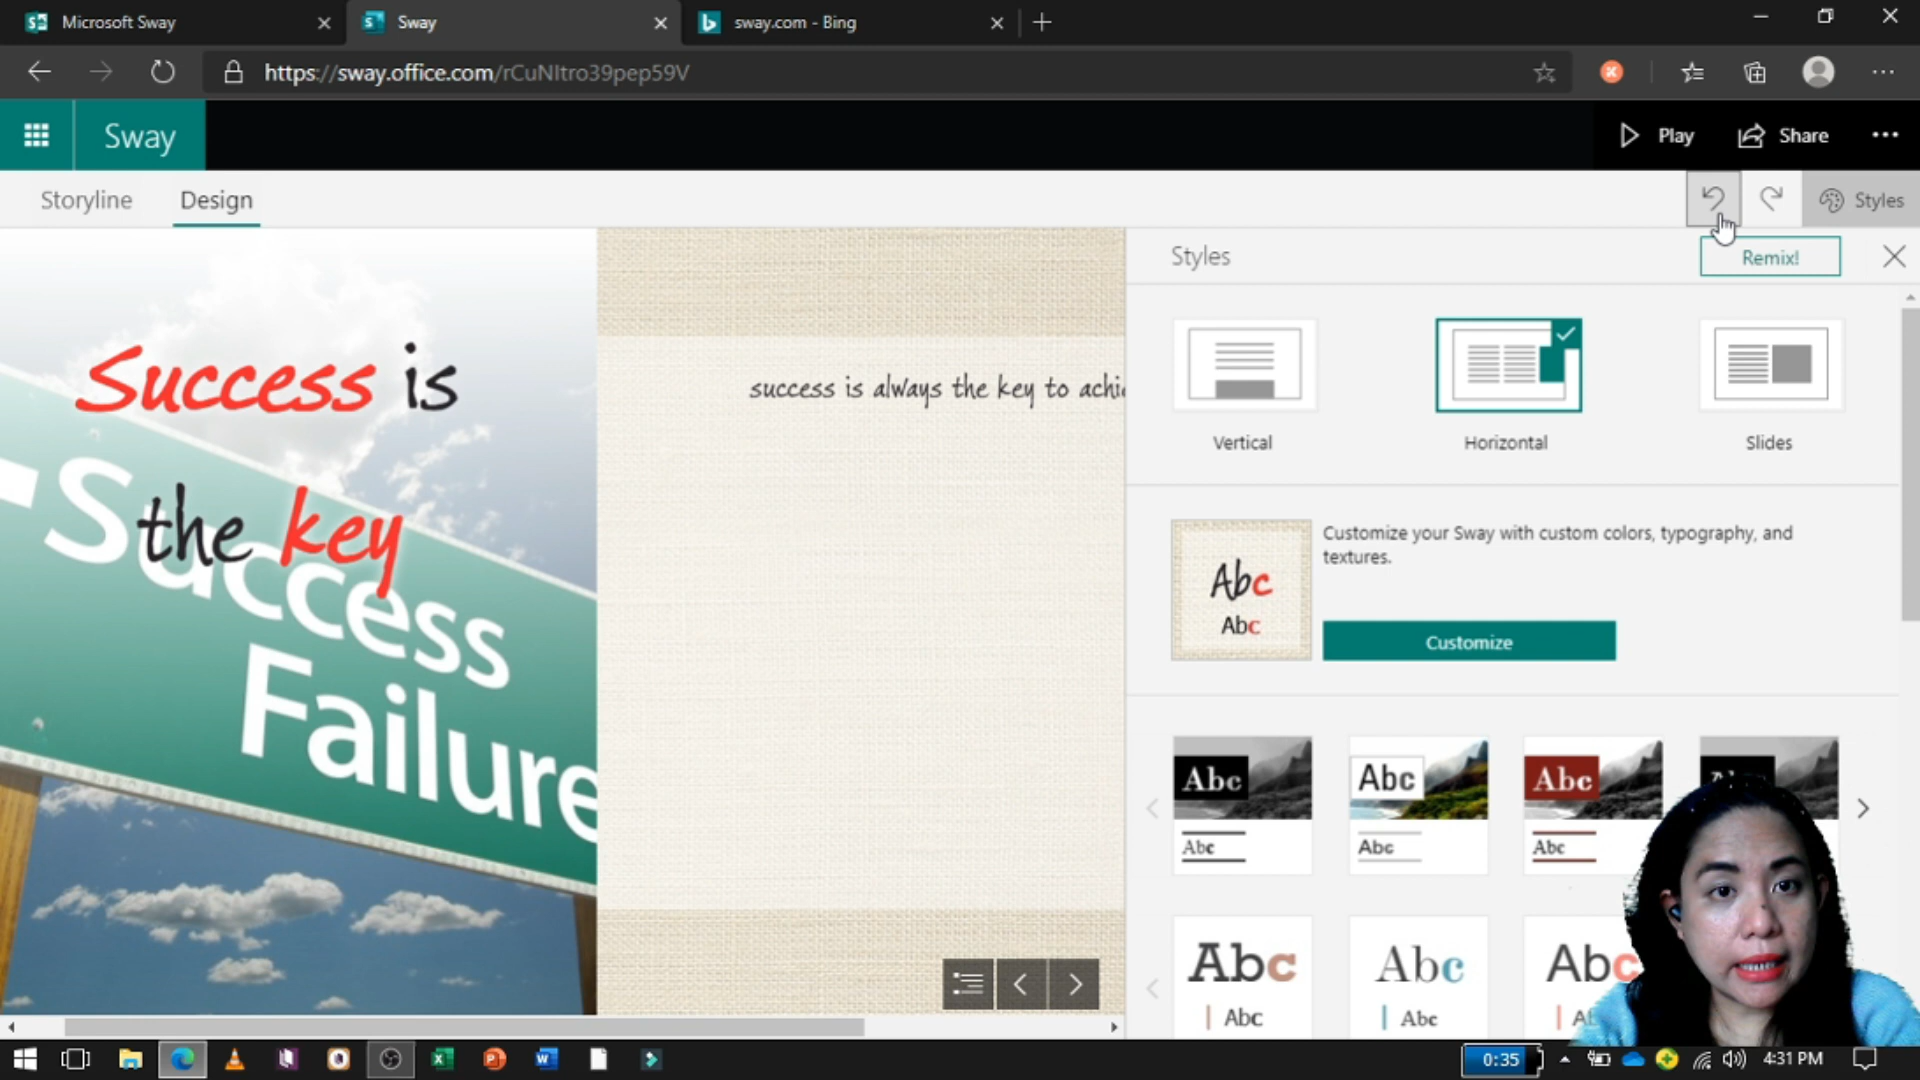 Microsoft Sway
Sway
sway.com - Bing
https://sway.office.com/rCuNItro39pep59V
Sway
Play
Share
Storyline
Design
Styles
Styles
Remix!
Success is
the key
Success
Failure
success is always the key to achie
Vertical
Horizontal
Slides
Abc
Abc
Customize your Sway with custom colors, typography, and
textures.
Customize
Abc
Abc
Abc
Abc
Abc
Abc
Abc
Abc
Abc
Abc
Abc
0:35
4:31 PM